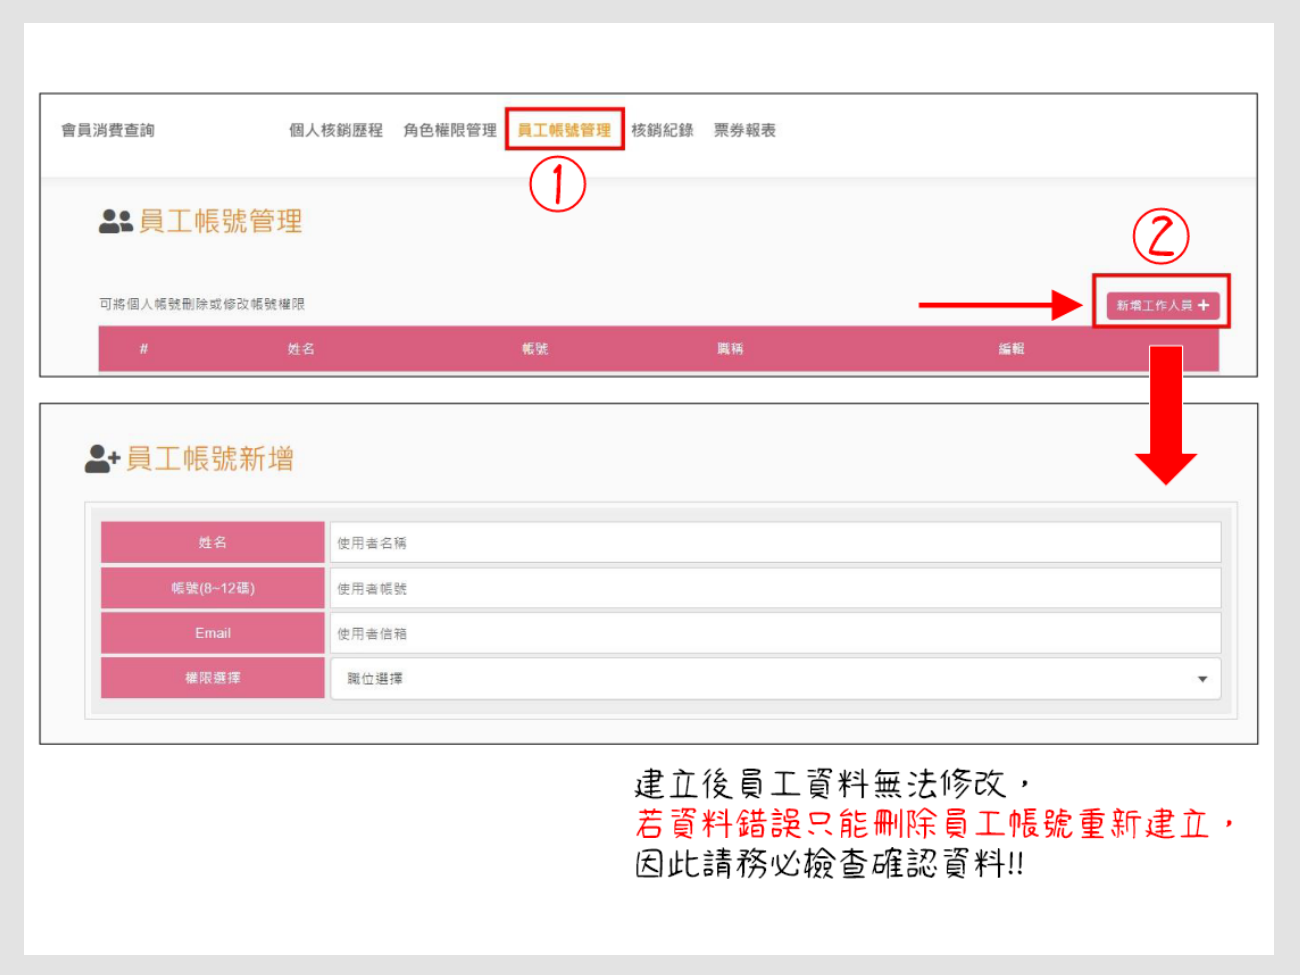 會員消費查詢 個人核銷歷程 角色權限管理 員工帳號管理 核銷紀錄 票券報表
1
員工帳號管理
2
可將個人帳號刪除或修改帳號權限
新增工作人員 +
# 姓名 帳號 職稱 編輯
員工帳號新增
姓名 使用者名稱
帳號(8~12碼) 使用者帳號
Email 使用者信箱
權限選擇 職位選擇
建立後員工資料無法修改,
若資料錯誤只能刪除員工帳號重新建立,
因此請務必檢查確認資料!!